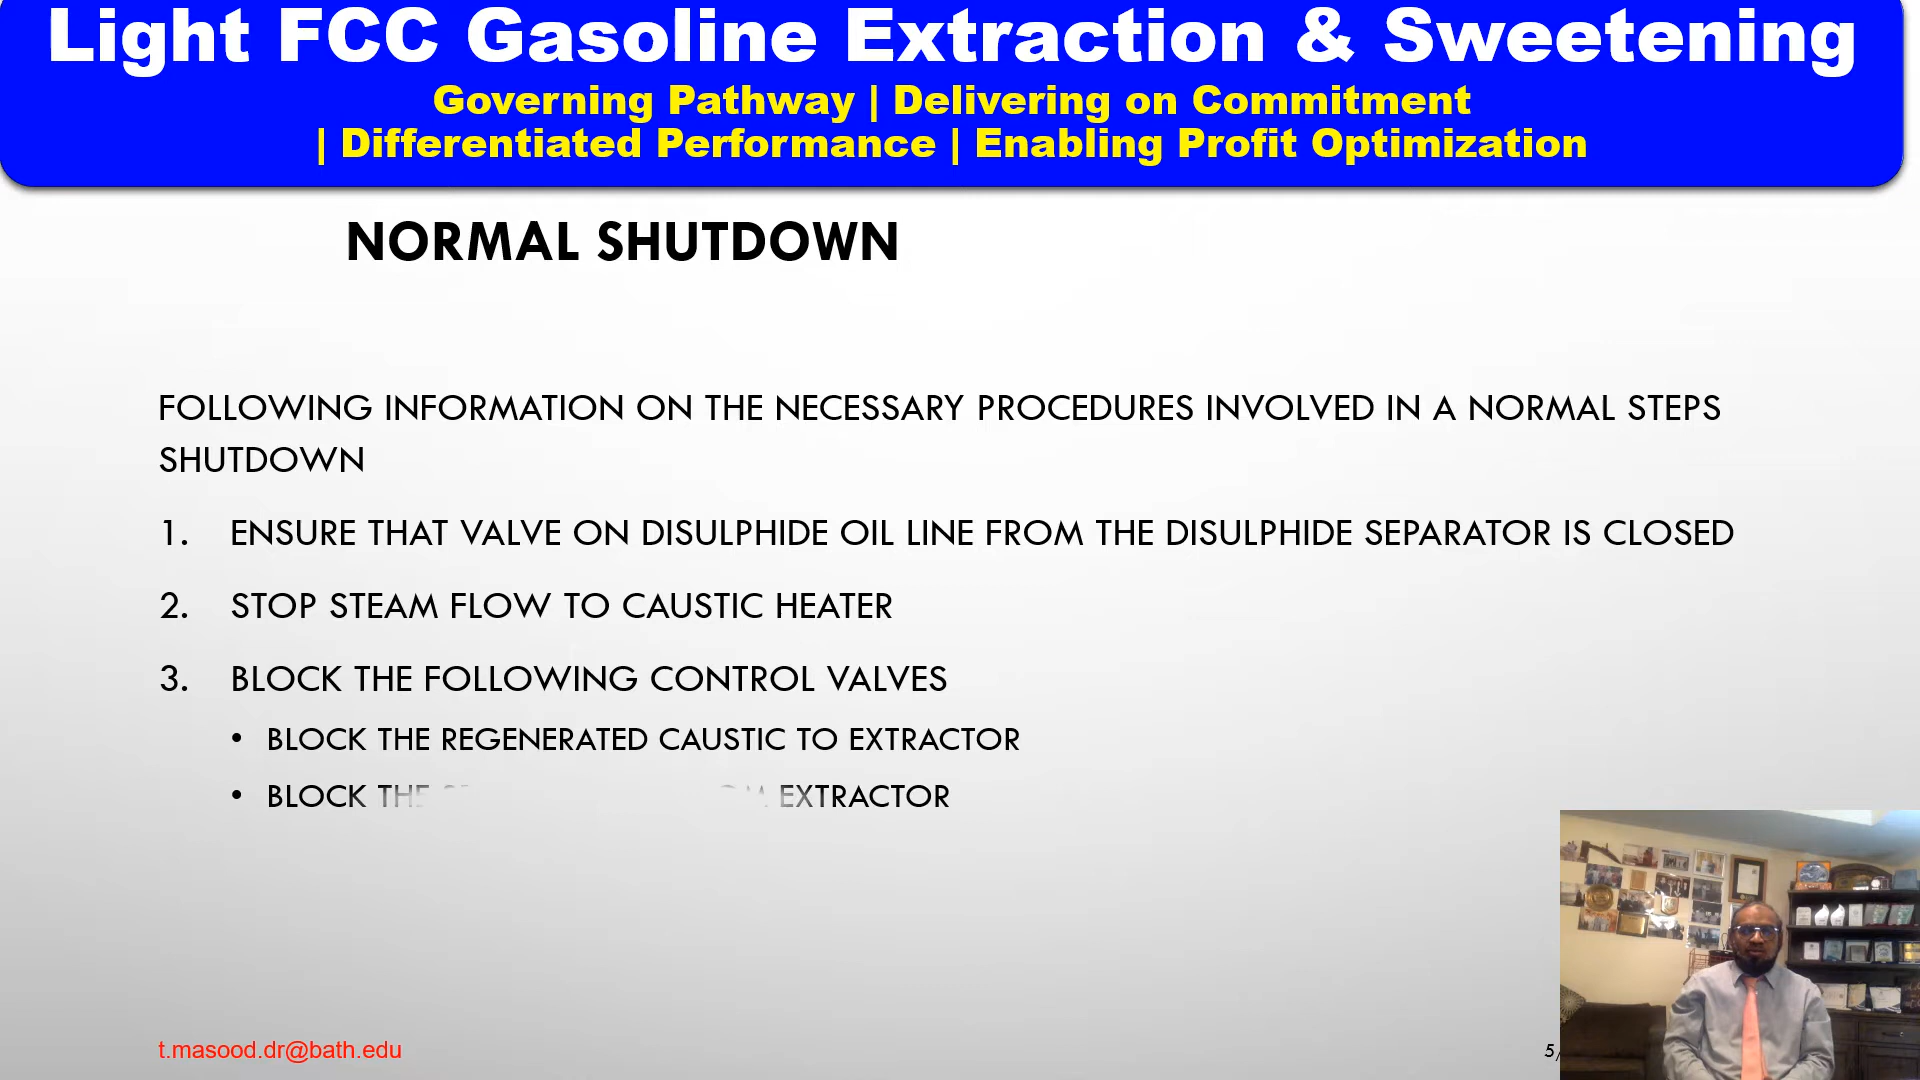 Light FCC Gasoline Extraction & Sweetening
Governing Pathway | Delivering on Commitment
| Differentiated Performance | Enabling Profit Optimization
NORMAL SHUTDOWN
FOLLOWING INFORMATION ON THE NECESSARY PROCEDURES INVOLVED IN A NORMAL STEPS
SHUTDOWN
1. ENSURE THAT VALVE ON DISULPHIDE OIL LINE FROM THE DISULPHIDE SEPARATOR IS CLOSED
2. STOP STEAM FLOW TO CAUSTIC HEATER
3. BLOCK THE FOLLOWING CONTROL VALVES
• BLOCK THE REGENERATED CAUSTIC TO EXTRACTOR
• BLOCK THE EXTRACTOR
t.masood.dr@bath.edu
5/